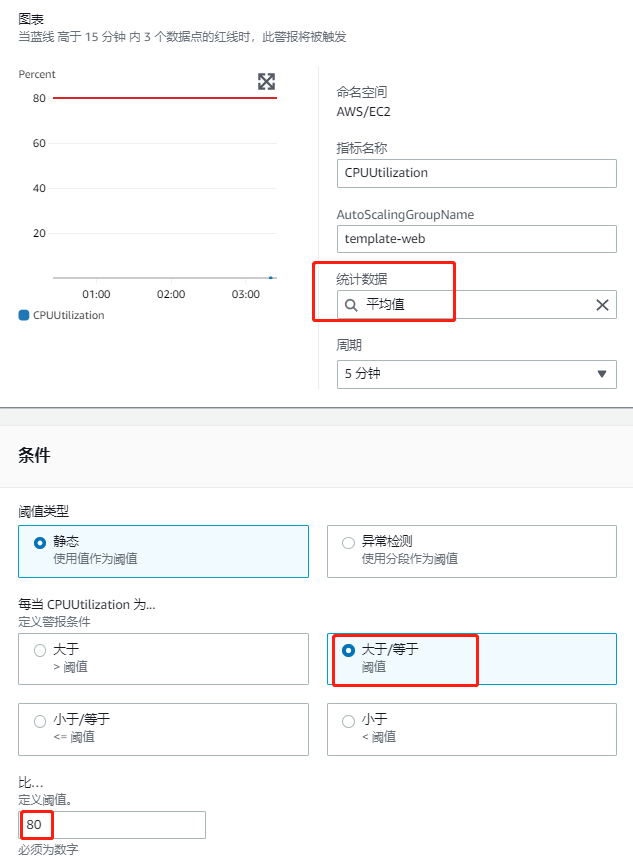 图表
当蓝线 高于 15 分钟 内 3 个数据点的红线时，此警报将被触发
Percent
80
60
40
20
01:00
02:00
03:00
CPUUtilization
命名空间
AWS/EC2
指标名称
CPUUtilization
AutoScalingGroupName
template-web
统计数据
平均值
周期
5 分钟
条件
阈值类型
静态
使用值作为阈值
异常检测
使用分段作为阈值
每当 CPUUtilization 为...
定义警报条件
大于
> 阈值
大于/等于
阈值
小于/等于
<= 阈值
小于
< 阈值
比...
定义阈值。
80
必须为数字